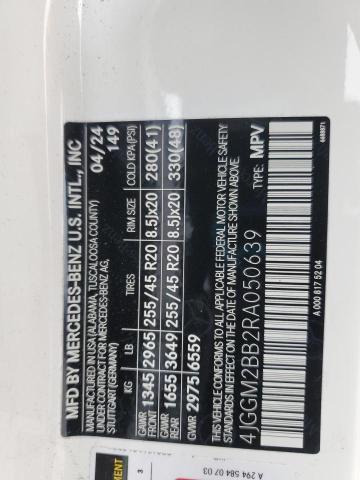 MFD BY MERCEDES-BENZ U.S. INTL., INC
MANUFACTURED IN USA (ALABAMA, TUSCALOOSA COUNTY)
UNDER CONTRACT FOR MERCEDES-BENZ AG,
STUTTGART (GERMANY)
04/24
149
KG LB TIRES RIM SIZE COLD KPA (PSI)
GAWR 1345 2965 255/45 R20 8.5Jx20 280(41)
GAWR 1655 3649 255/45 R20 8.5Jx20 330(48)
GVWR 2975 6559
THIS VEHICLE CONFORMS TO ALL APPLICABLE FEDERAL MOTOR VEHICLE SAFETY
STANDARDS IN EFFECT ON THE DATE OF MANUFACTURE SHOWN ABOVE.
4JGGM2BB2RA050639 TYPE: MPV
A 000 817 52 04
A 294 584 07 03
3